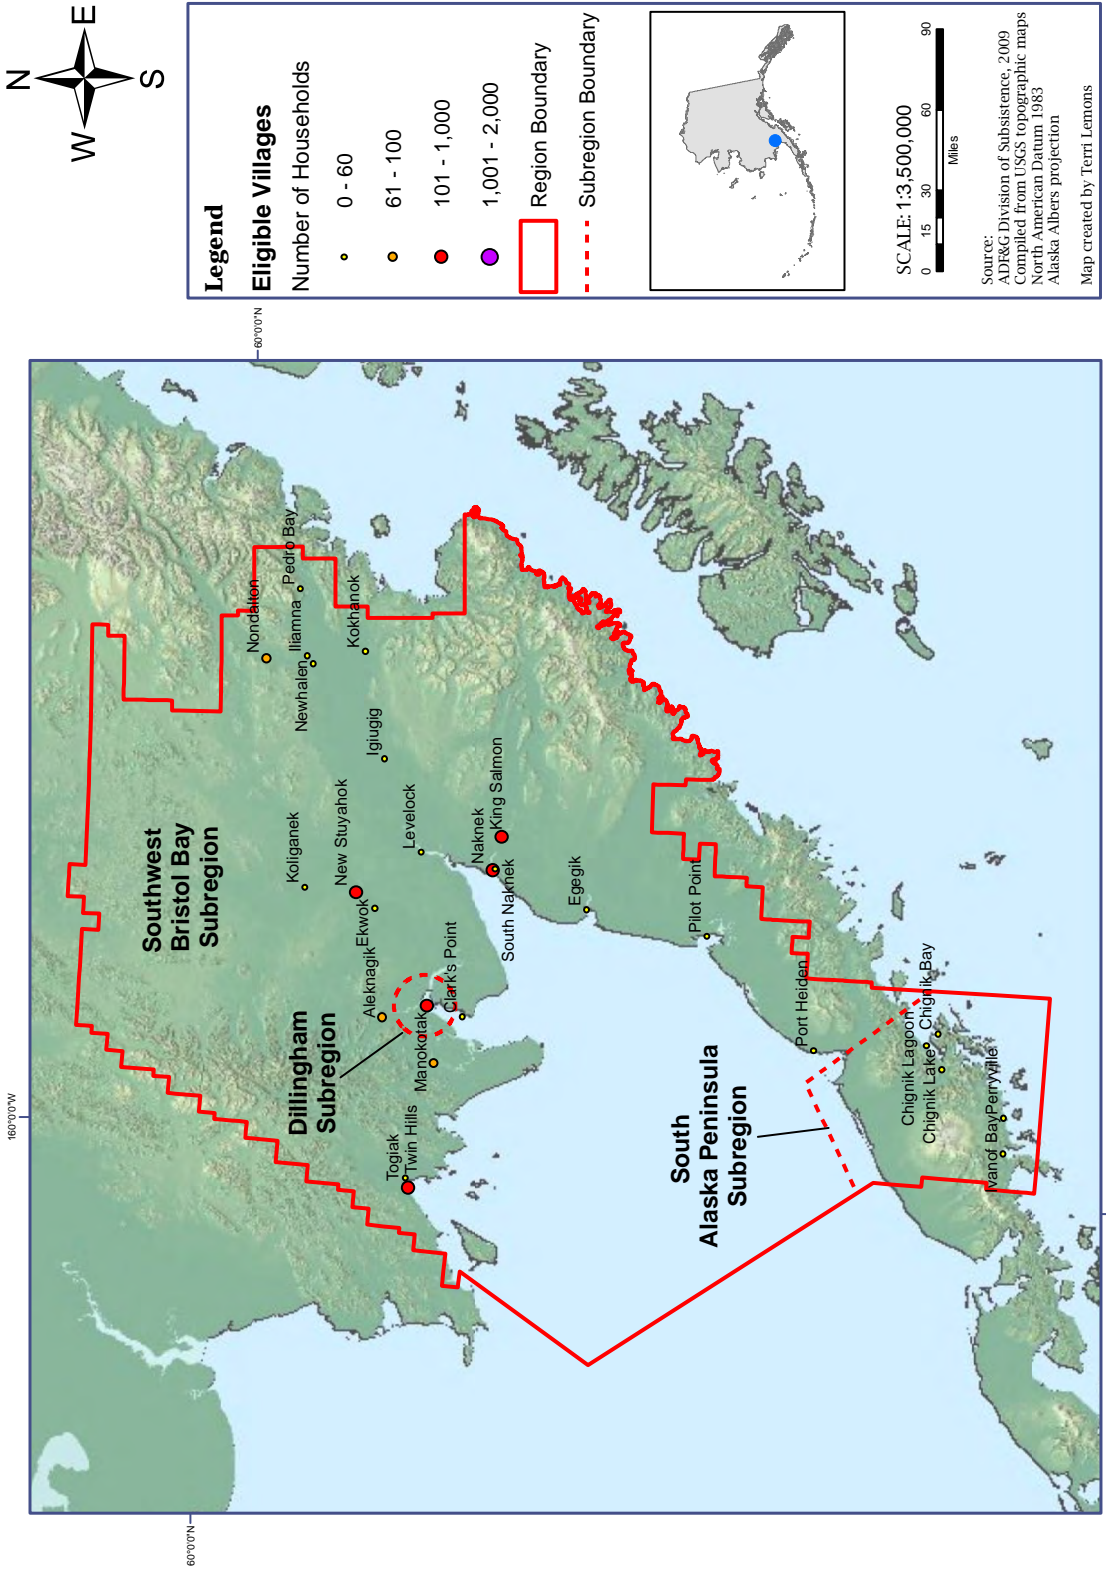 N
W
E
S
Legend
Eligible Villages
Number of Households
0 - 60
61 - 100
101 - 1,000
1,001 - 2,000
Region Boundary
Subregion Boundary
SCALE: 1:3,500,000
0 15 30 60 90
Miles
Source:
ADF&G Division of Subsistence, 2009
Compiled from USGS topographic maps
North American Datum 1983
Alaska Albers projection
Map created by Terri Lemons
160°0'0"W
60°0'0"N
60°0'0"N
Southwest
Bristol Bay
Subregion
Dillingham
Subregion
South
Alaska Peninsula
Subregion
Nondalton
Pedro Bay
Iliamna
Newhalen
Kokhanok
Igiugig
Koliganek
New Stuyahok
Ekwok
Levelock
Aleknagik
Clark's Point
Manokotak
Togiak
Twin Hills
Naknek
King Salmon
South Naknek
Egegik
Pilot Point
Port Heiden
Chignik Lagoon
Chignik Bay
Chignik Lake
Perryville
Ivanof Bay